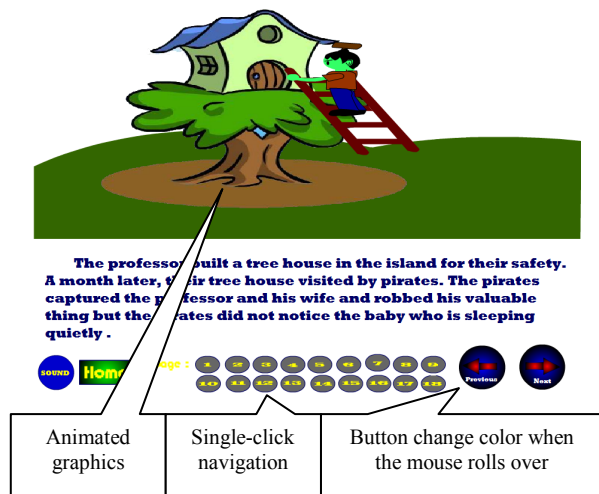 The professor built a tree house in the island for their safety.
A month later, their tree house visited by pirates. The pirates
captured the professor and his wife and robbed his valuable
thing but the pirates did not notice the baby who is sleeping
quietly .
SOUND Home Page : 1 2 3 4 5 6 7 8 9
10 11 12 13 14 15 16 17 18
Previous Next
Animated
graphics
Single-click
navigation
Button change color when
the mouse rolls over